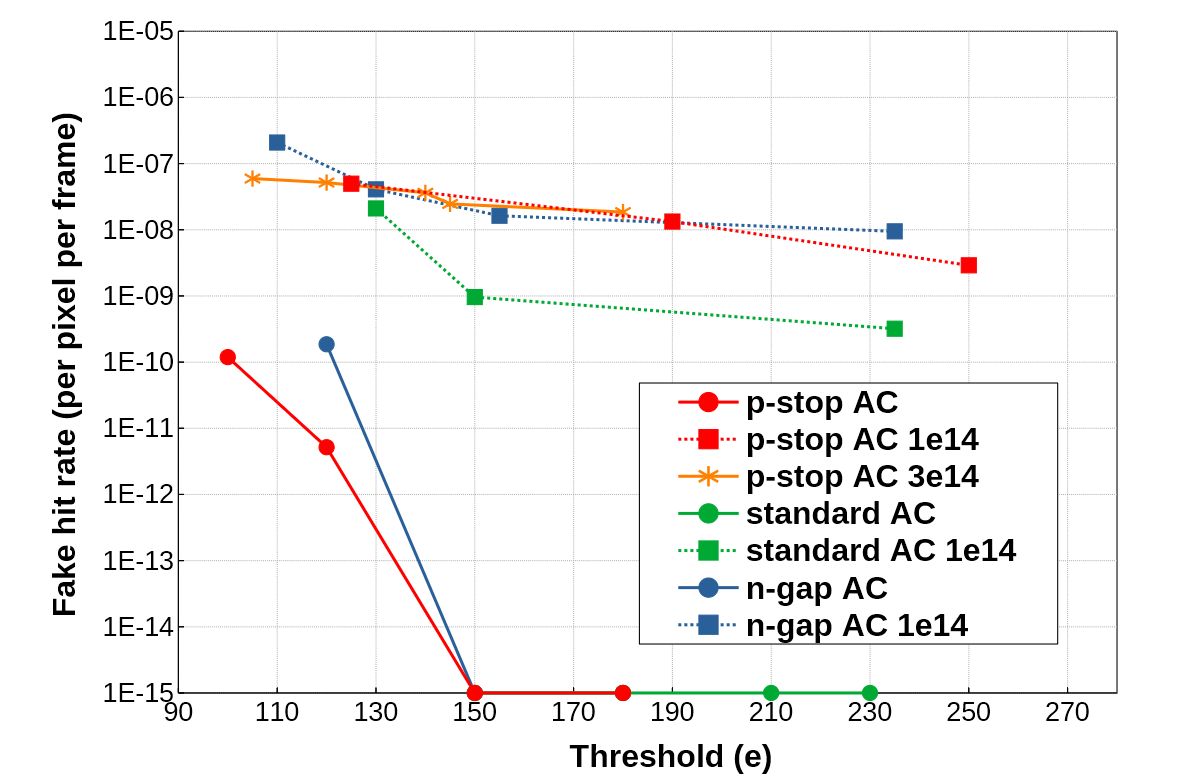 Fake hit rate (per pixel per frame)
1E-05
1E-06
1E-07
1E-08
1E-09
1E-10
1E-11
1E-12
1E-13
1E-14
1E-15
p-stop AC
p-stop AC 1e14
p-stop AC 3e14
standard AC
standard AC 1e14
n-gap AC
n-gap AC 1e14
90 110 130 150 170 190 210 230 250 270
Threshold (e)